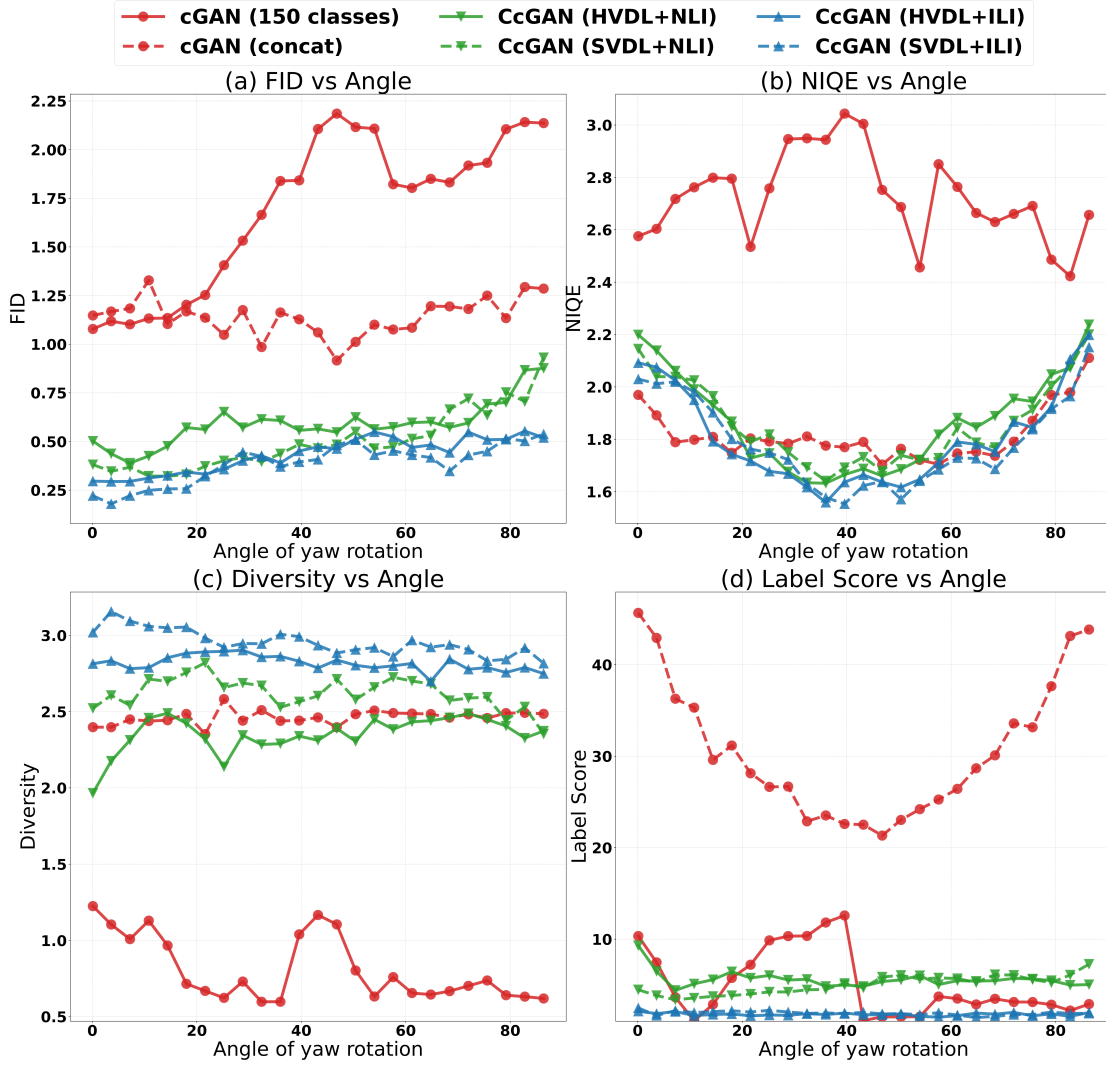 cGAN (150 classes)
cGAN (concat)
CcGAN (HVDL+NLI)
CcGAN (SVDL+NLI)
CcGAN (HVDL+ILI)
CcGAN (SVDL+ILI)
(a) FID vs Angle
2.25
2.00
1.75
1.50
1.25
1.00
0.75
0.50
0.25
FID
0 20 40 60 80
Angle of yaw rotation
(b) NIQE vs Angle
3.0
2.8
2.6
2.4
2.2
2.0
1.8
1.6
NIQE
0 20 40 60 80
Angle of yaw rotation
(c) Diversity vs Angle
3.0
2.5
2.0
1.5
1.0
0.5
Diversity
0 20 40 60 80
Angle of yaw rotation
(d) Label Score vs Angle
40
30
20
10
Label Score
0 20 40 60 80
Angle of yaw rotation